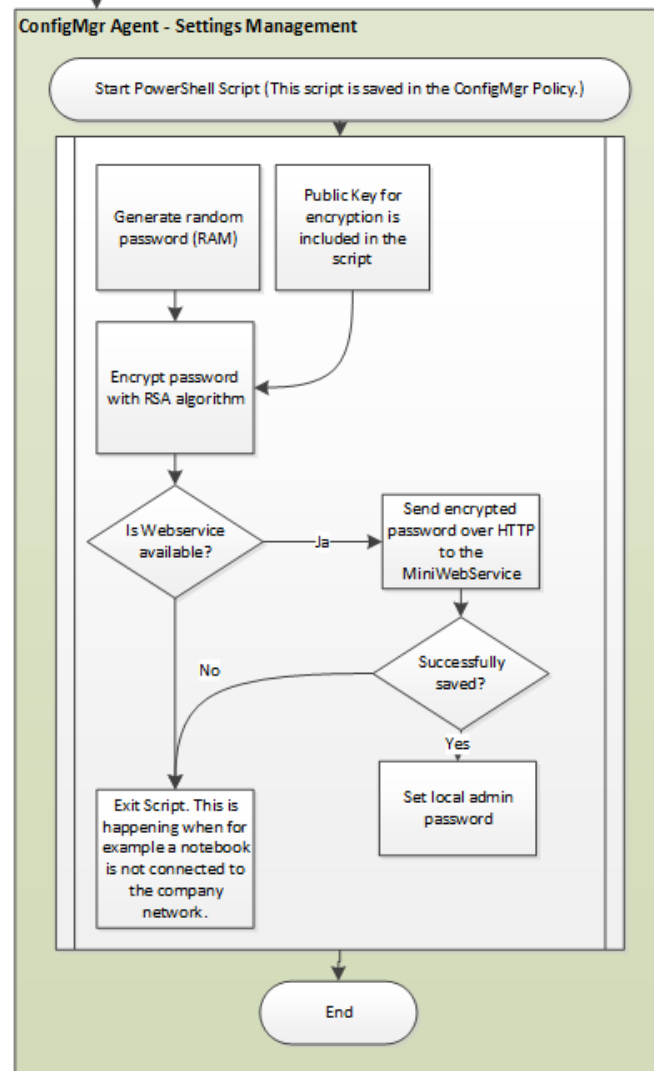 ConfigMgr Agent - Settings Management
Start PowerShell Script (This script is saved in the ConfigMgr Policy.)
Generate random
password (RAM)
Public Key for
encryption is
included in the
script
Encrypt password
with RSA algorithm
Is Webservice
available?
Ja
Send encrypted
password over HTTP
to the
MiniWebService
No
Successfully
saved?
Yes
Exit Script. This is
happening when for
example a notebook
is not connected to
the company
network.
Set local admin
password
End